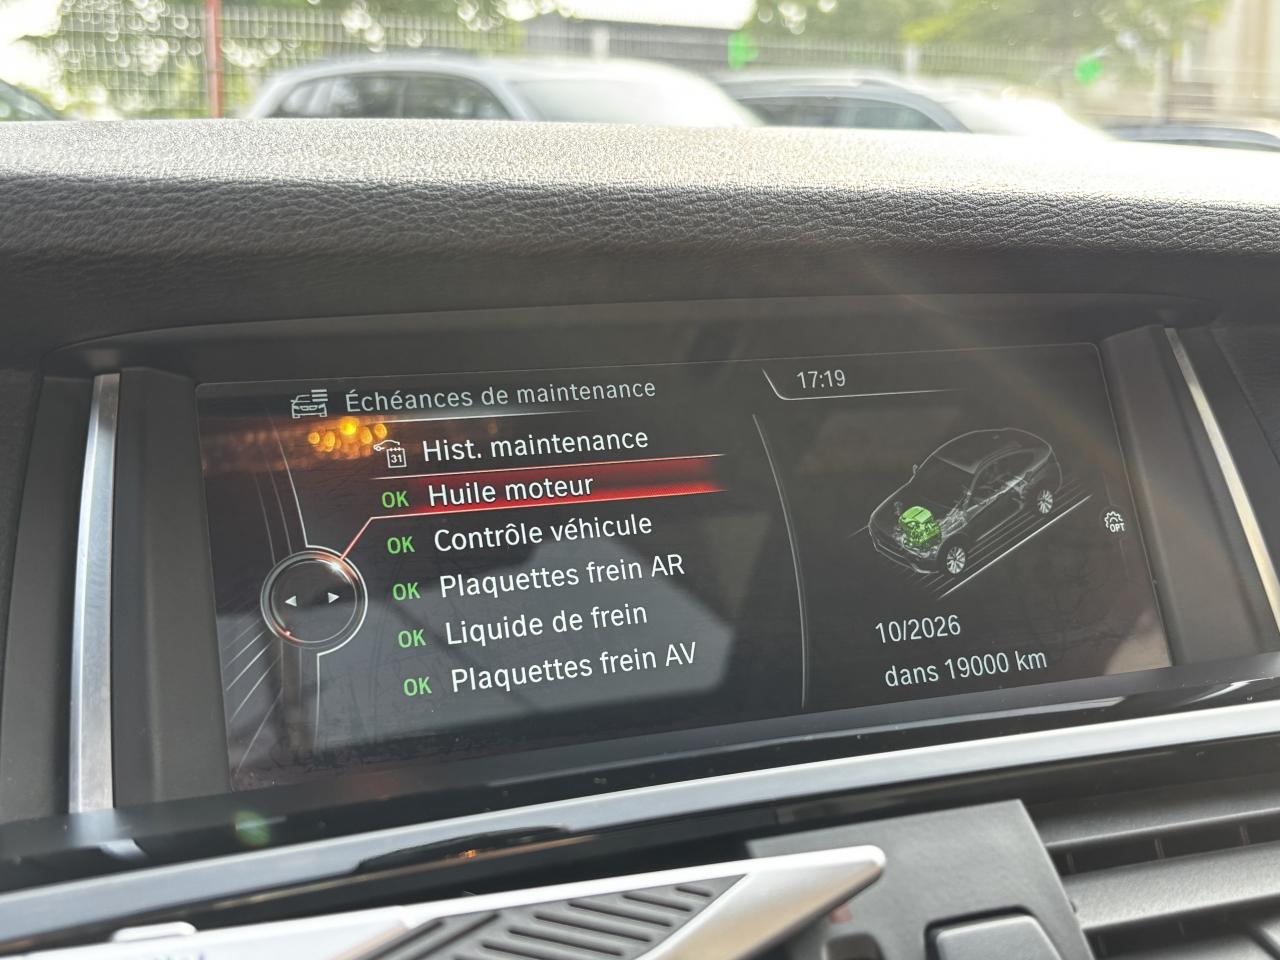 Échéances de maintenance
17:19
31
Hist. maintenance
OK Huile moteur
OK Contrôle véhicule
OK Plaquettes frein AR
OK Liquide de frein
OK Plaquettes frein AV
OPT
10/2026
dans 19000 km